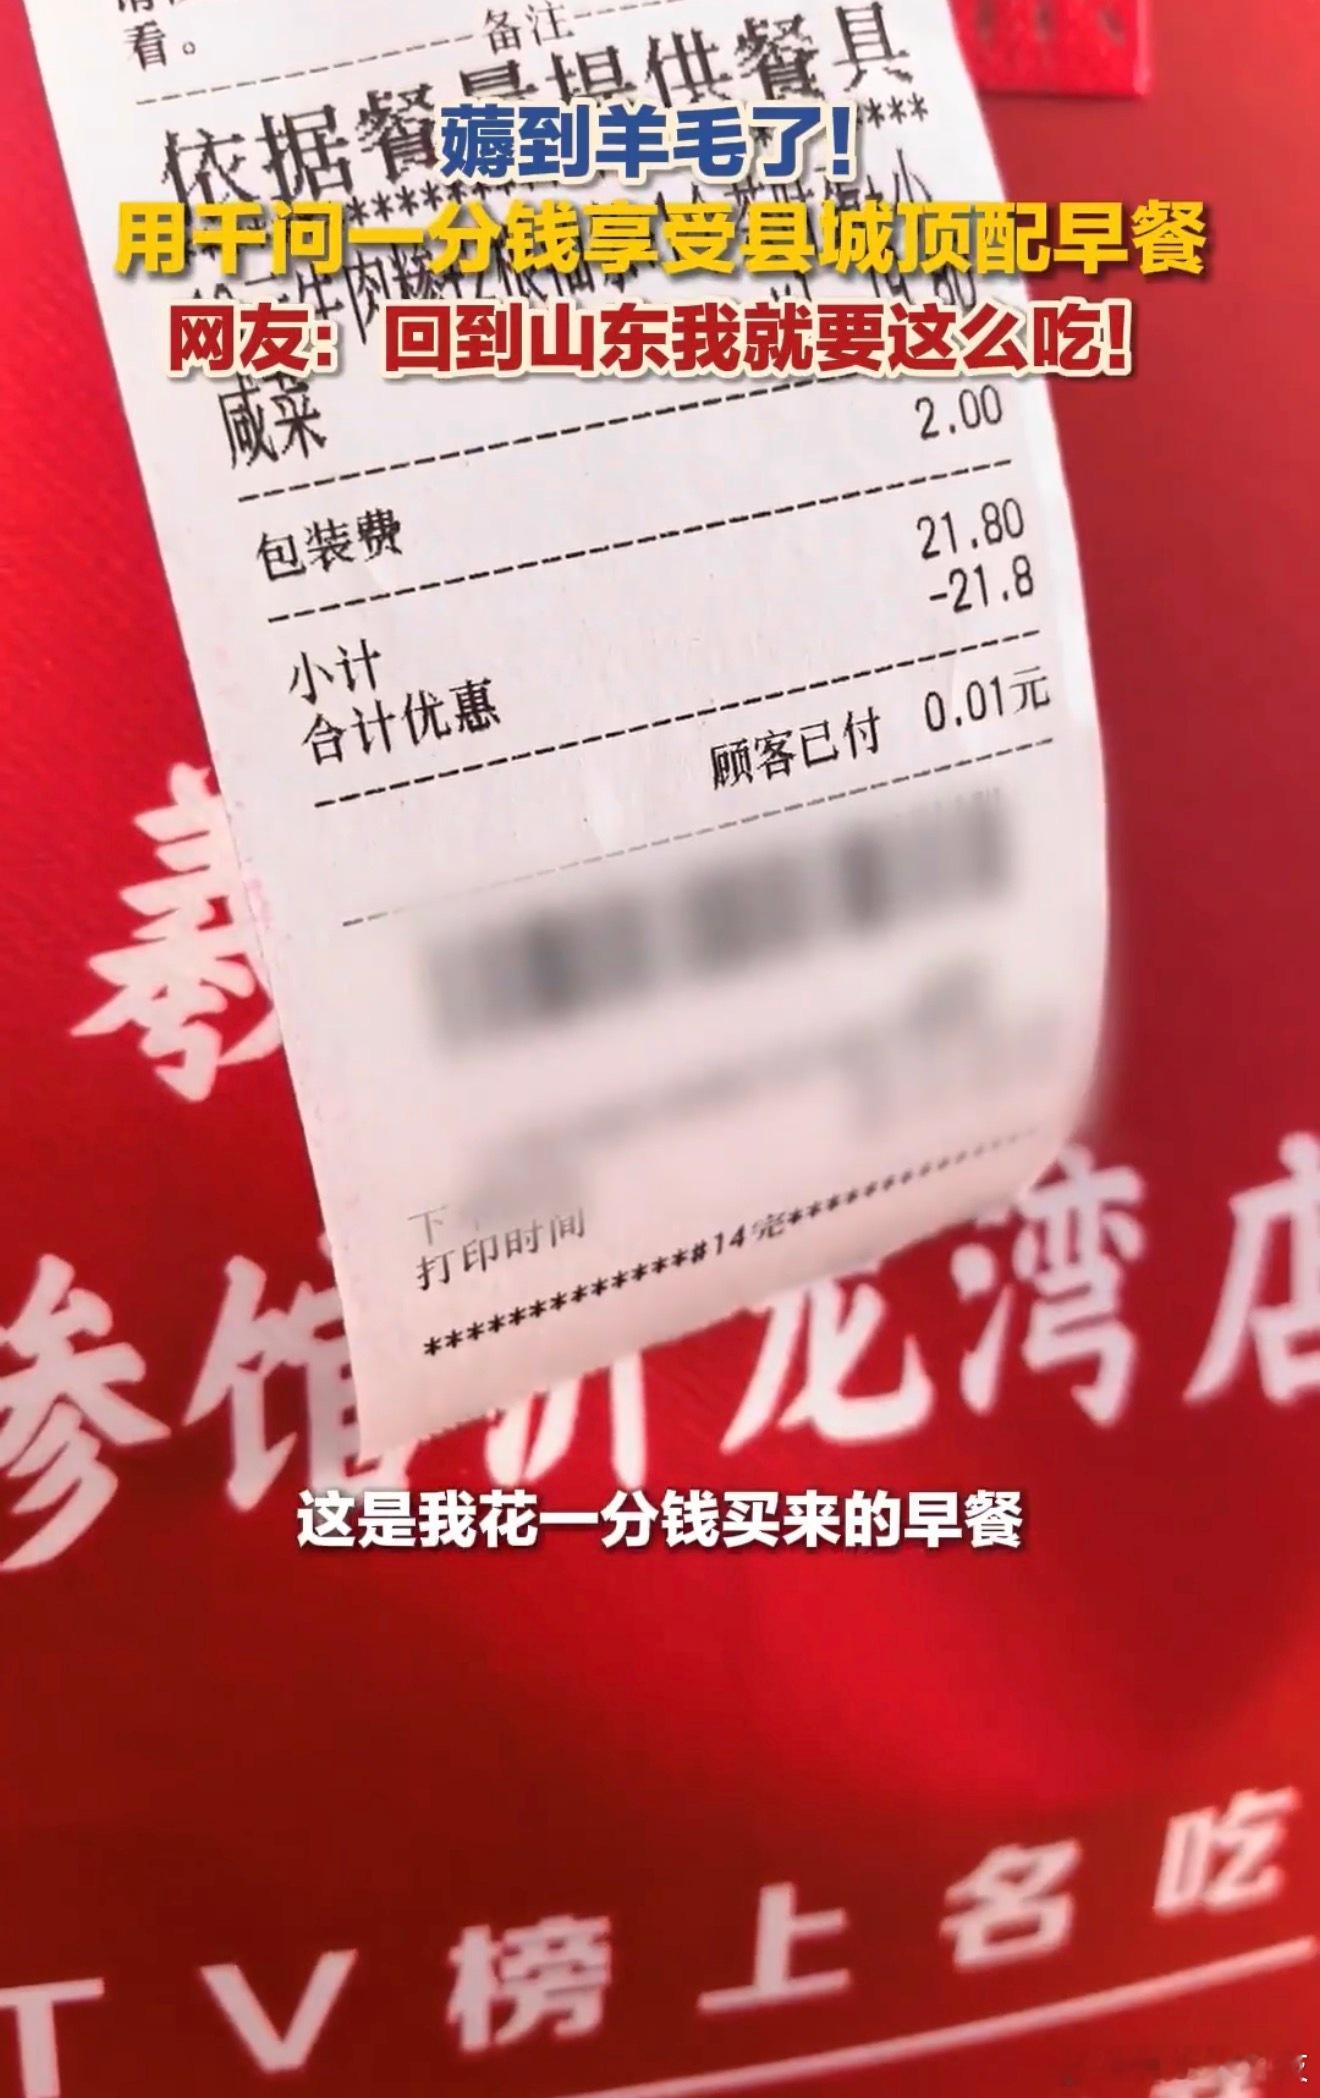 看。
备注
依据餐量提供餐具
薅到羊毛了!
用千问一分钱享受县城顶配早餐
网友: 回到山东我就要这么吃!
咸菜
2.00
包装费
21.80
-21.8
小计
合计优惠
顾客已付 0.01元
打印时间
************#14完****************
糁馆沂龙湾店
这是我花一分钱买来的早餐
TV榜上名吃